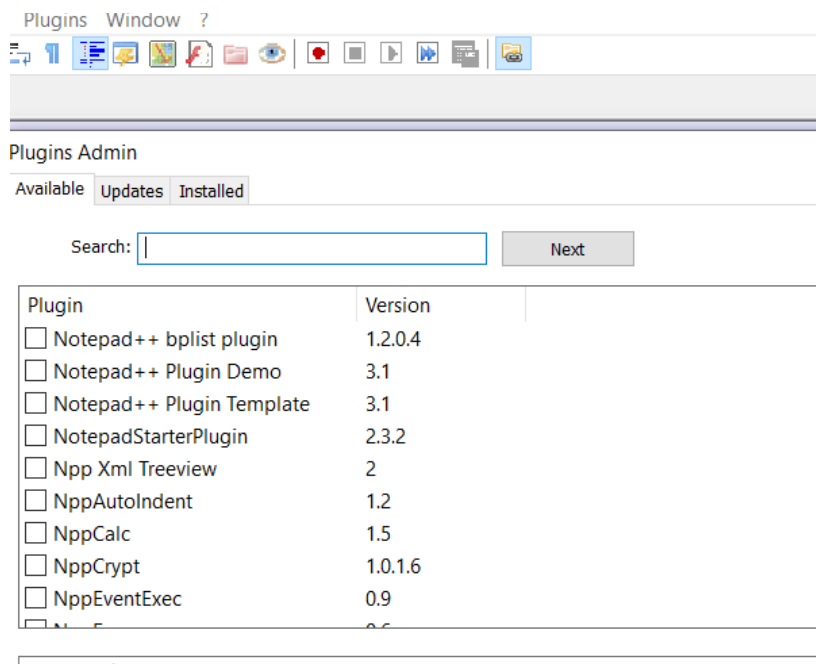 Plugins Window ?
Plugins Admin
Available Updates Installed
Search: Next
Plugin Version
Notepad++ bplist plugin 1.2.0.4
Notepad++ Plugin Demo 3.1
Notepad++ Plugin Template 3.1
NotepadStarterPlugin 2.3.2
Npp Xml Treeview 2
NppAutoIndent 1.2
NppCalc 1.5
NppCrypt 1.0.1.6
NppEventExec 0.9